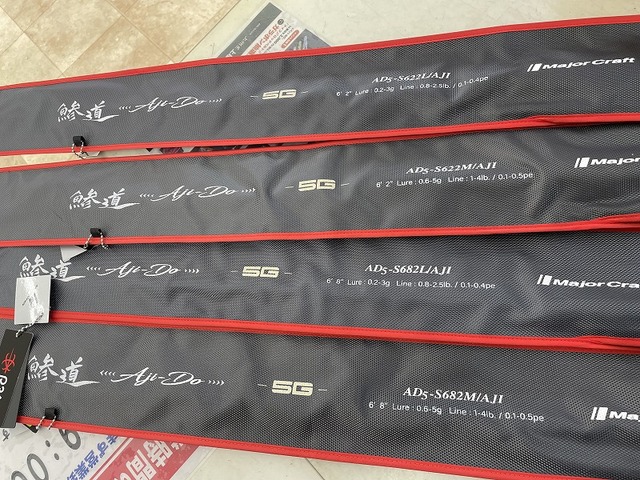 鯵道 Aji-Do 5G AD5-S622L/AJI Major Craft
6' 2" Lure : 0.2-3g Line : 0.8-2.5lb. / 0.1-0.4pe
鯵道 Aji-Do 5G AD5-S622M/AJI Major
6' 2" Lure : 0.6-5g Line : 1-4lb. / 0.1-0.5pe
鯵道 Aji-Do 5G AD5-S682L/AJI Major Craf
6' 8" Lure : 0.2-3g Line : 0.8-2.5lb. / 0.1-0.4pe
鯵道 Aji-Do 5G AD5-S682M/AJI Maj
6' 8" Lure : 0.6-5g Line : 1-4lb. / 0.1-0.5pe